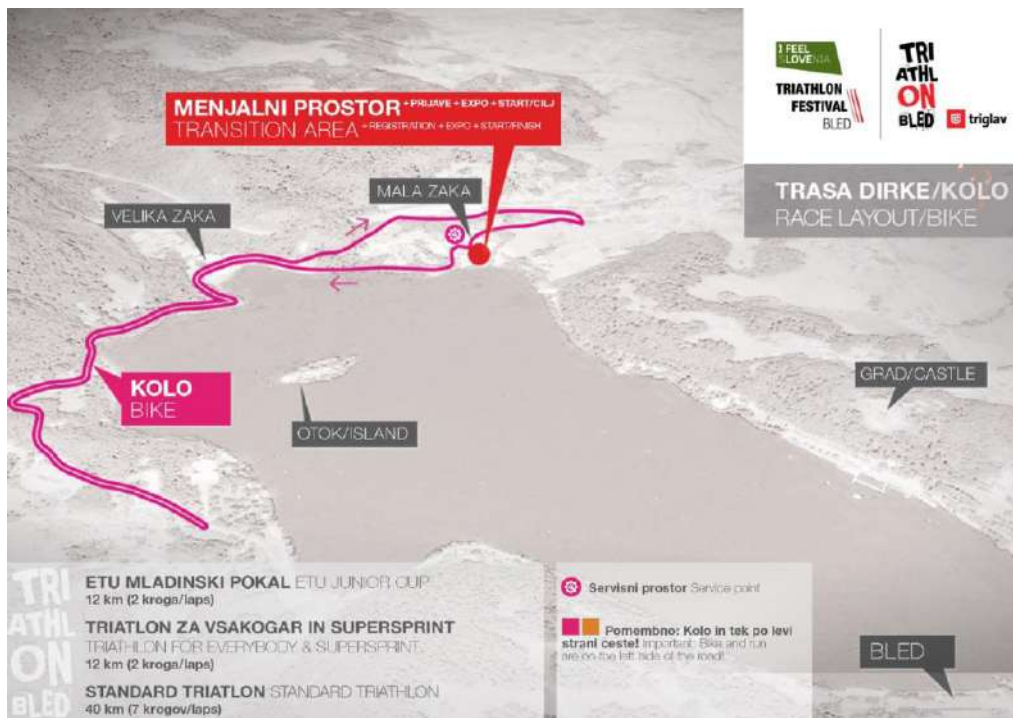 I FEEL
SLOVENIA
TRIATHLON
FESTIVAL
BLED
TRI
ATHL
ON
BLED
triglav
MENJALNI PROSTOR + PRIJAVE + EXPO + START/CILJ
TRANSITION AREA + REGISTRATION + EXPO + START/FINISH
TRASA DIRKE/KOLO
RACE LAYOUT/BIKE
MALA ZAKA
VELIKA ZAKA
KOLO
BIKE
OTOK/ISLAND
GRAD/CASTLE
TRI
ATHL
ON
BLED
ETU MLADINSKI POKAL ETU JUNIOR CUP
12 km (2 kroga/laps)
TRIATLON ZA VSAKOGAR IN SUPERSPRINT
TRIATHLON FOR EVERYBODY & SUPERSPRINT
12 km (2 kroga/laps)
STANDARD TRIATLON STANDARD TRIATHLON
40 km (7 krogov/laps)
Servisni prostor Service point
Pomembno: Kolo in tek po levi
strani ceste! Important: Bike and run
are on the left side of the road!
BLED